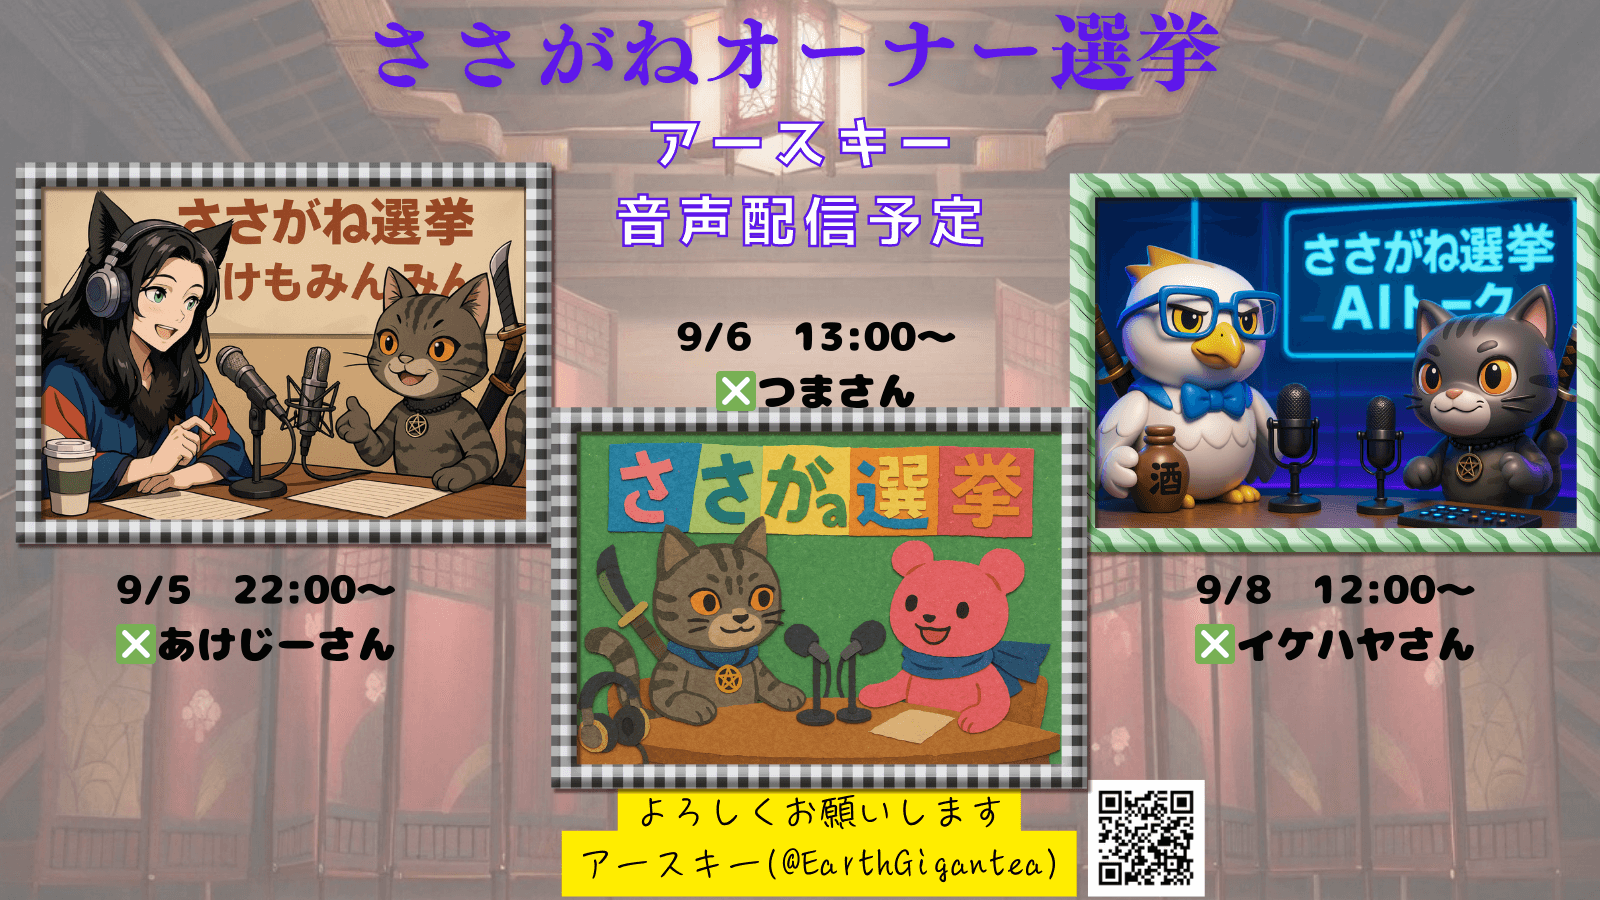 ささがねオーナー選挙
アースキー
音声配信予定
ささがね選挙
けもみんみん
9/5 22:00〜
❎あけじーさん
9/6 13:00〜
❎つまさん
ささがね選挙
ささがね選挙
AIトーク
酒
9/8 12:00〜
❎イケハヤさん
よろしくお願いします
アースキー(@EarthGigantea)